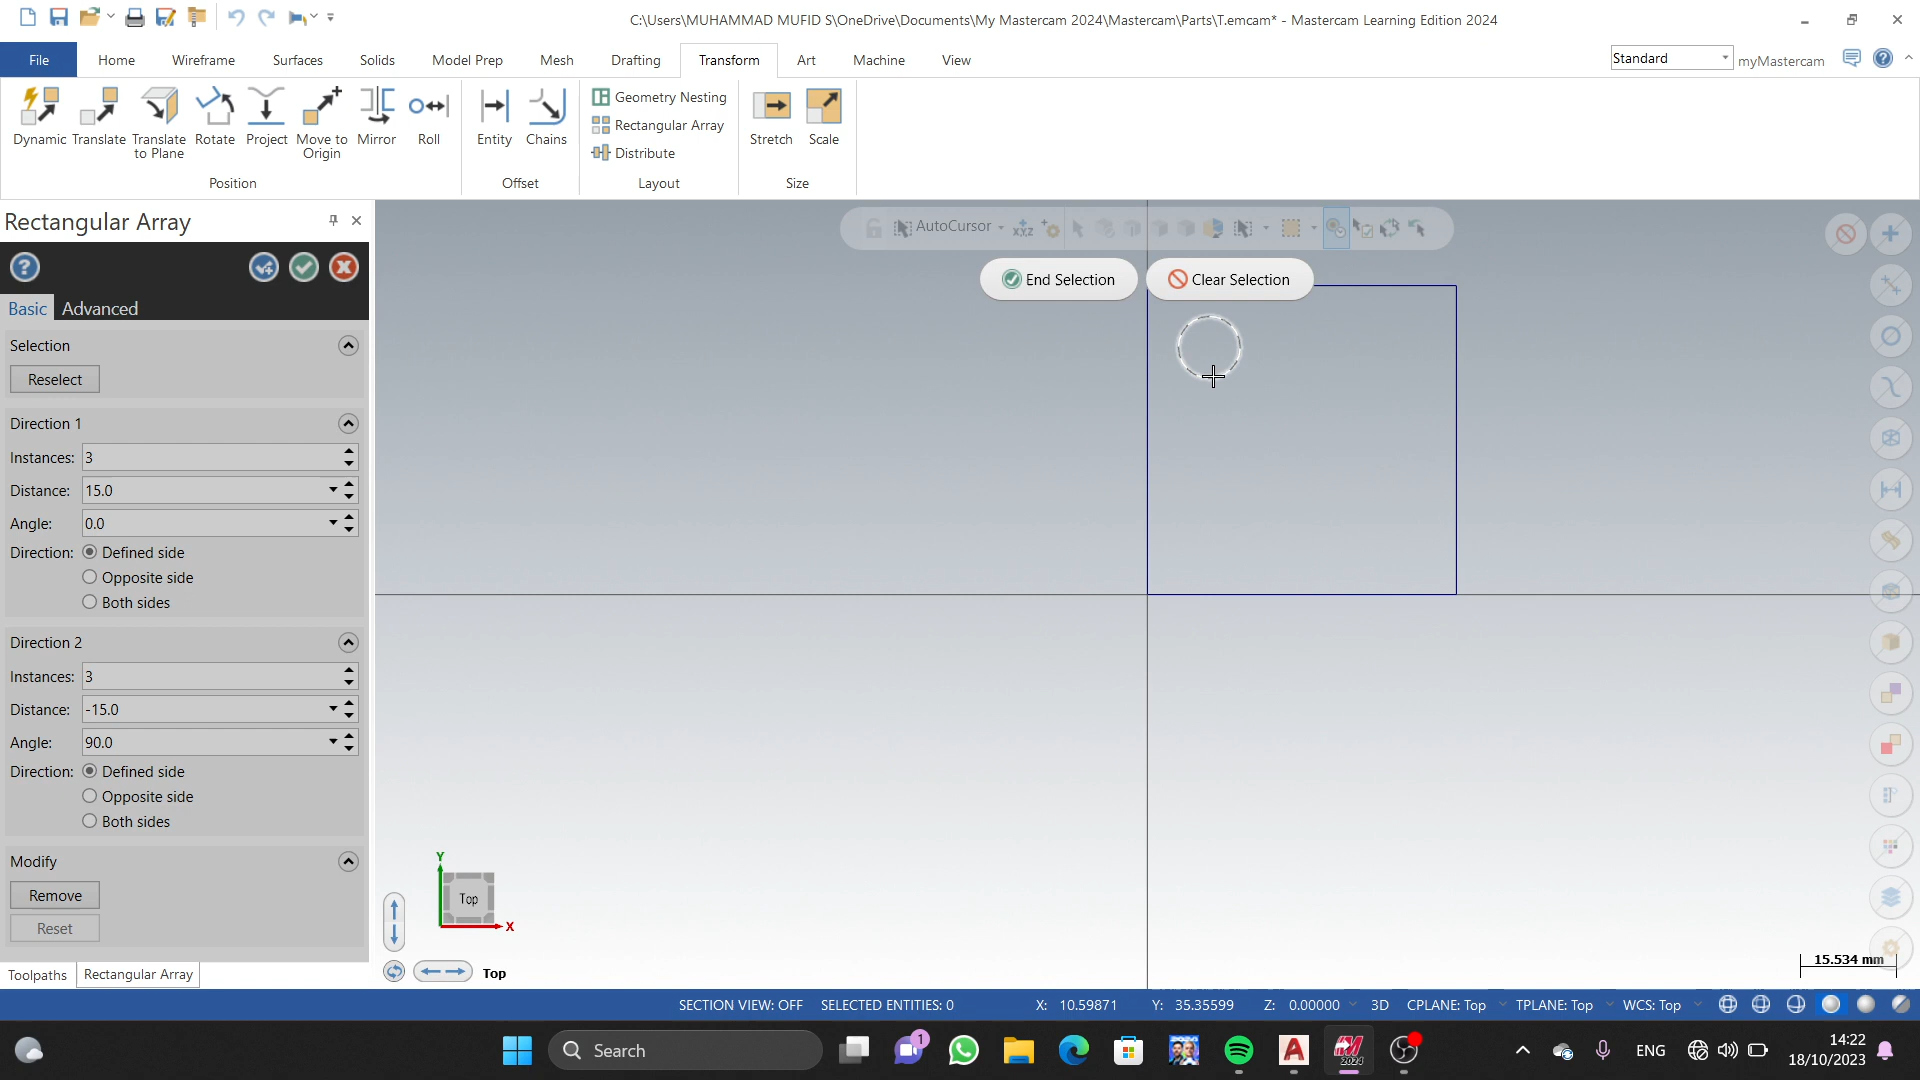 C:\Users\MUHAMMAD MUFID S\OneDrive\Documents\My Mastercam 2024\Mastercam\Parts\T.emcam* - Mastercam Learning Edition 2024
File Home Wireframe Surfaces Solids Model Prep Mesh Drafting Transform Art Machine View Standard myMastercam
Dynamic Translate Translate to Plane Rotate Project Move to Origin Mirror Roll
Position
Entity Chains
Offset
Geometry Nesting
Rectangular Array
Distribute
Layout
Stretch Scale
Size
Rectangular Array
Basic Advanced
Selection
Reselect
Direction 1
Instances: 3
Distance: 15.0
Angle: 0.0
Direction: Defined side
Opposite side
Both sides
Direction 2
Instances: 3
Distance: -15.0
Angle: 90.0
Direction: Defined side
Opposite side
Both sides
Modify
Remove
Reset
Toolpaths Rectangular Array
AutoCursor
End Selection Clear Selection
Y
Top
X
Top
15.534 mm
SECTION VIEW: OFF SELECTED ENTITIES: 0 X: 10.59871 Y: 35.35599 Z: 0.00000 3D CPLANE: Top TPLANE: Top WCS: Top
Search
1
2024
ENG
14:22
18/10/2023